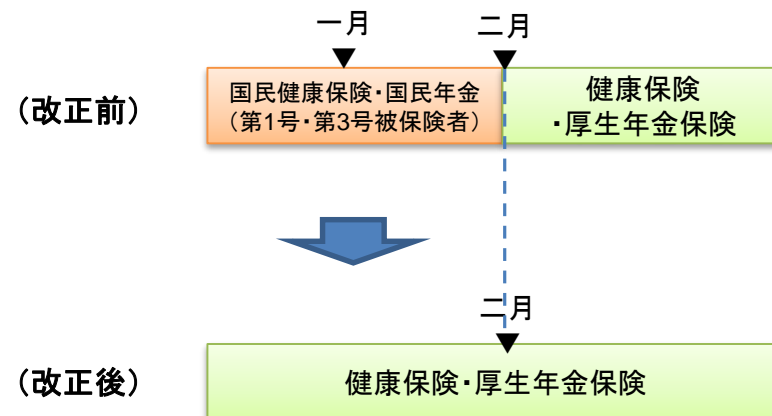 一月 二月
(改正前)
国民健康保険・国民年金
(第1号・第3号被保険者)
健康保険
・厚生年金保険
二月
(改正後)
健康保険・厚生年金保険